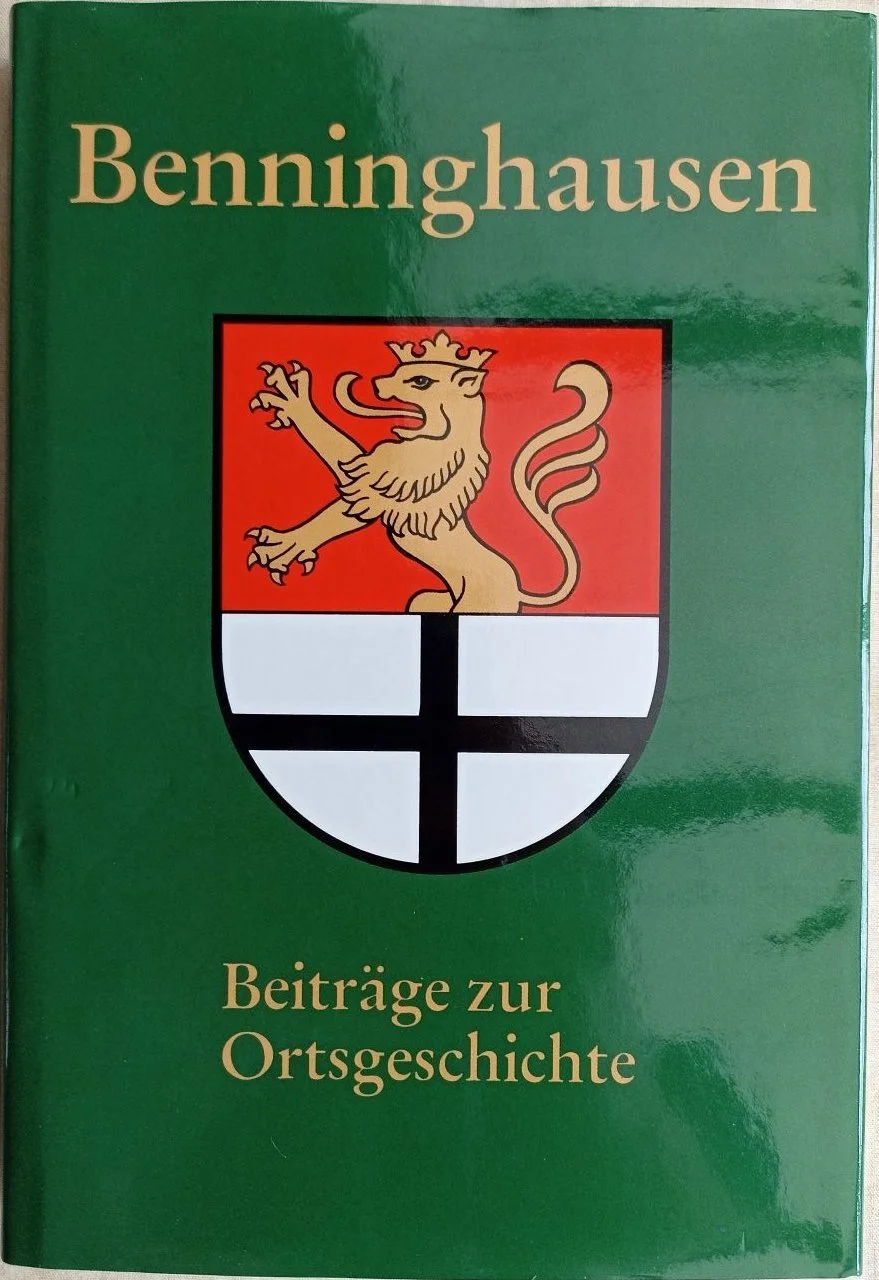 Benninghausen
Beiträge zur
Ortsgeschichte